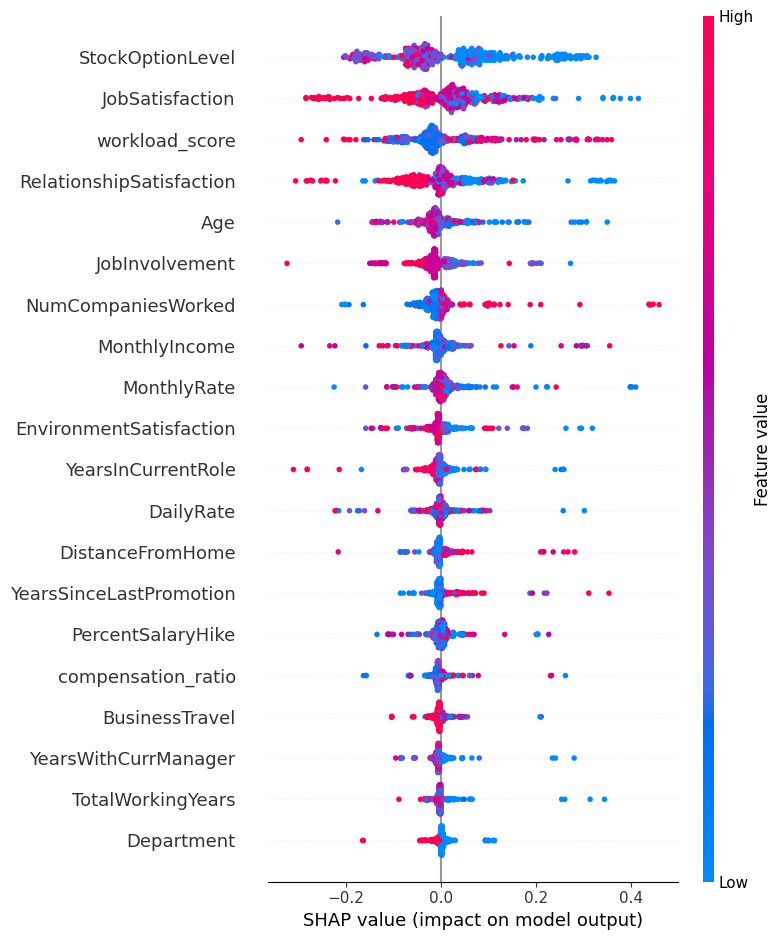 High
StockOptionLevel
JobSatisfaction
workload_score
RelationshipSatisfaction
Age
JobInvolvement
NumCompaniesWorked
MonthlyIncome
MonthlyRate
EnvironmentSatisfaction
YearsInCurrentRole
DailyRate
DistanceFromHome
YearsSinceLastPromotion
PercentSalaryHike
compensation_ratio
BusinessTravel
YearsWithCurrManager
TotalWorkingYears
Department
Feature value
Low
−0.2 0.0 0.2 0.4
SHAP value (impact on model output)